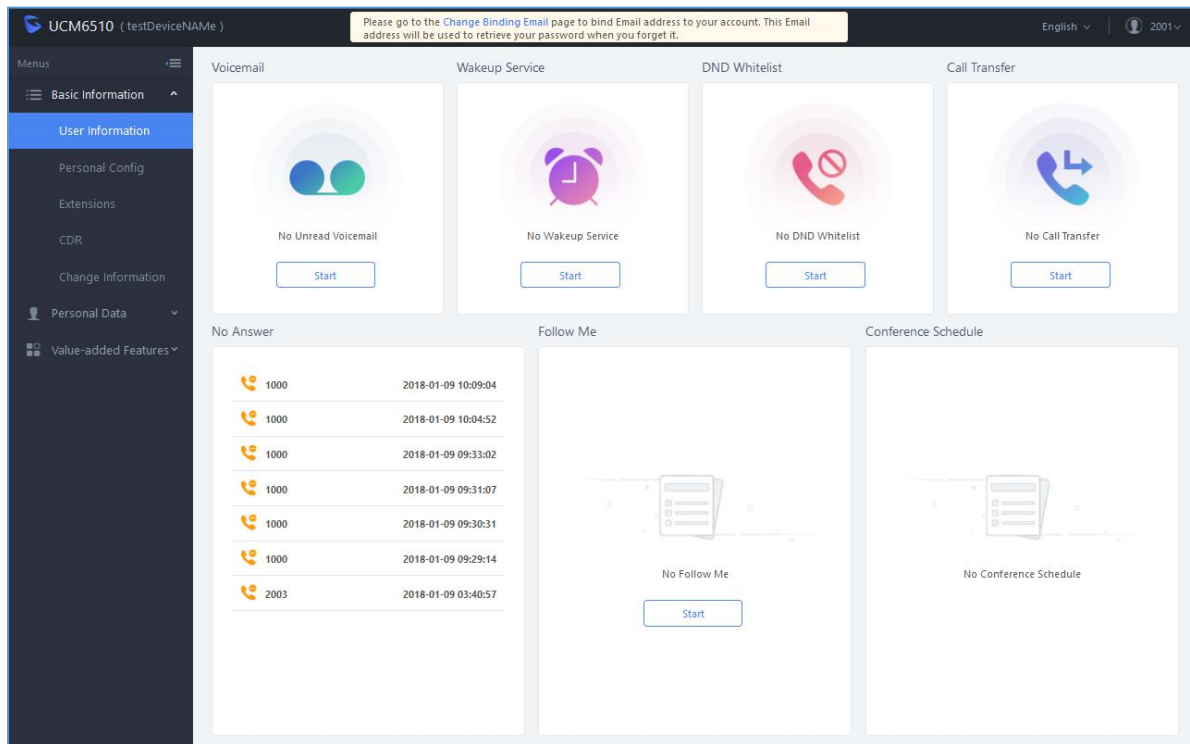 UCM6510 ( testDeviceNAMe )
Please go to the Change Binding Email page to bind Email address to your account. This Email
address will be used to retrieve your password when you forget it.
English
2001
Menus
Basic Information
User Information
Personal Config
Extensions
CDR
Change Information
Personal Data
Value-added Features
Voicemail
No Unread Voicemail
Start
Wakeup Service
No Wakeup Service
Start
DND Whitelist
No DND Whitelist
Start
Call Transfer
No Call Transfer
Start
No Answer
1000 2018-01-09 10:09:04
1000 2018-01-09 10:04:52
1000 2018-01-09 09:33:02
1000 2018-01-09 09:31:07
1000 2018-01-09 09:30:31
1000 2018-01-09 09:29:14
2003 2018-01-09 03:40:57
Follow Me
No Follow Me
Start
Conference Schedule
No Conference Schedule